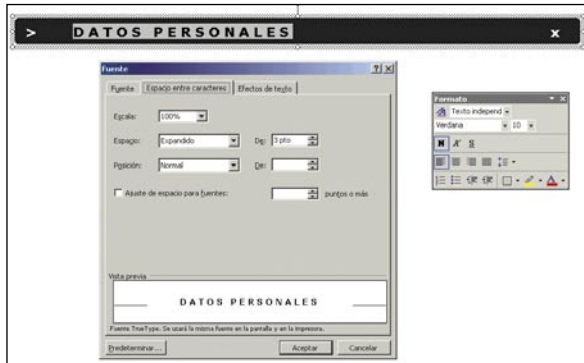 > DATOS PERSONALES x
Fuente
Fuente Espacio entre caracteres Efectos de texto
Escala: 100%
Espacio: Expandido De: 3 pto
Posición: Normal De:
Ajuste de espacio para fuentes: puntos o más
Vista previa
DATOS PERSONALES
Fuente TrueType. Se usará la misma fuente en la pantalla y en la impresora.
Predeterminar... Aceptar Cancelar
Formato
Texto independ
Verdana 10
N K S